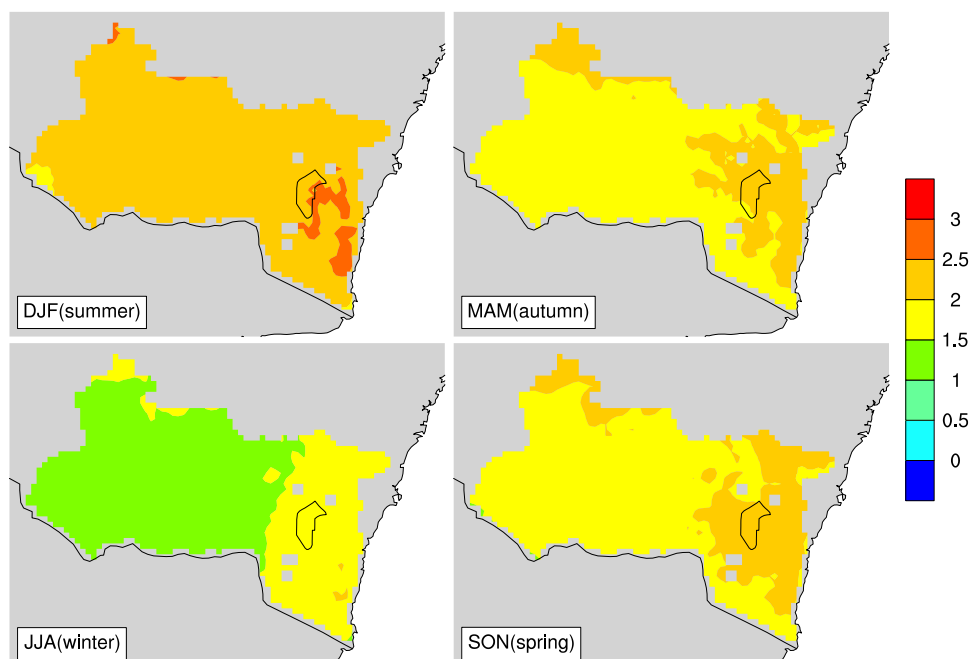 DJF(summer)
MAM(autumn)
JJA(winter)
SON(spring)
3
2.5
2
1.5
1
0.5
0